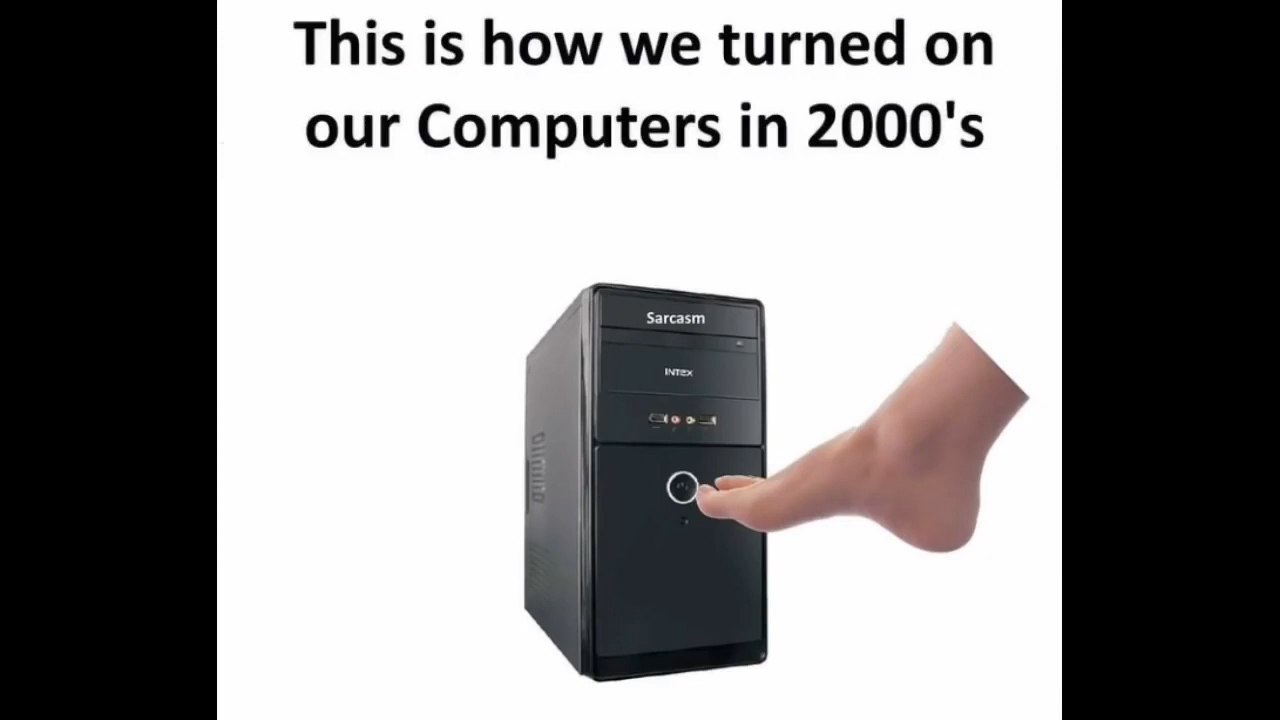 This is how we turned on
our Computers in 2000's
Sarcasm
INTEX